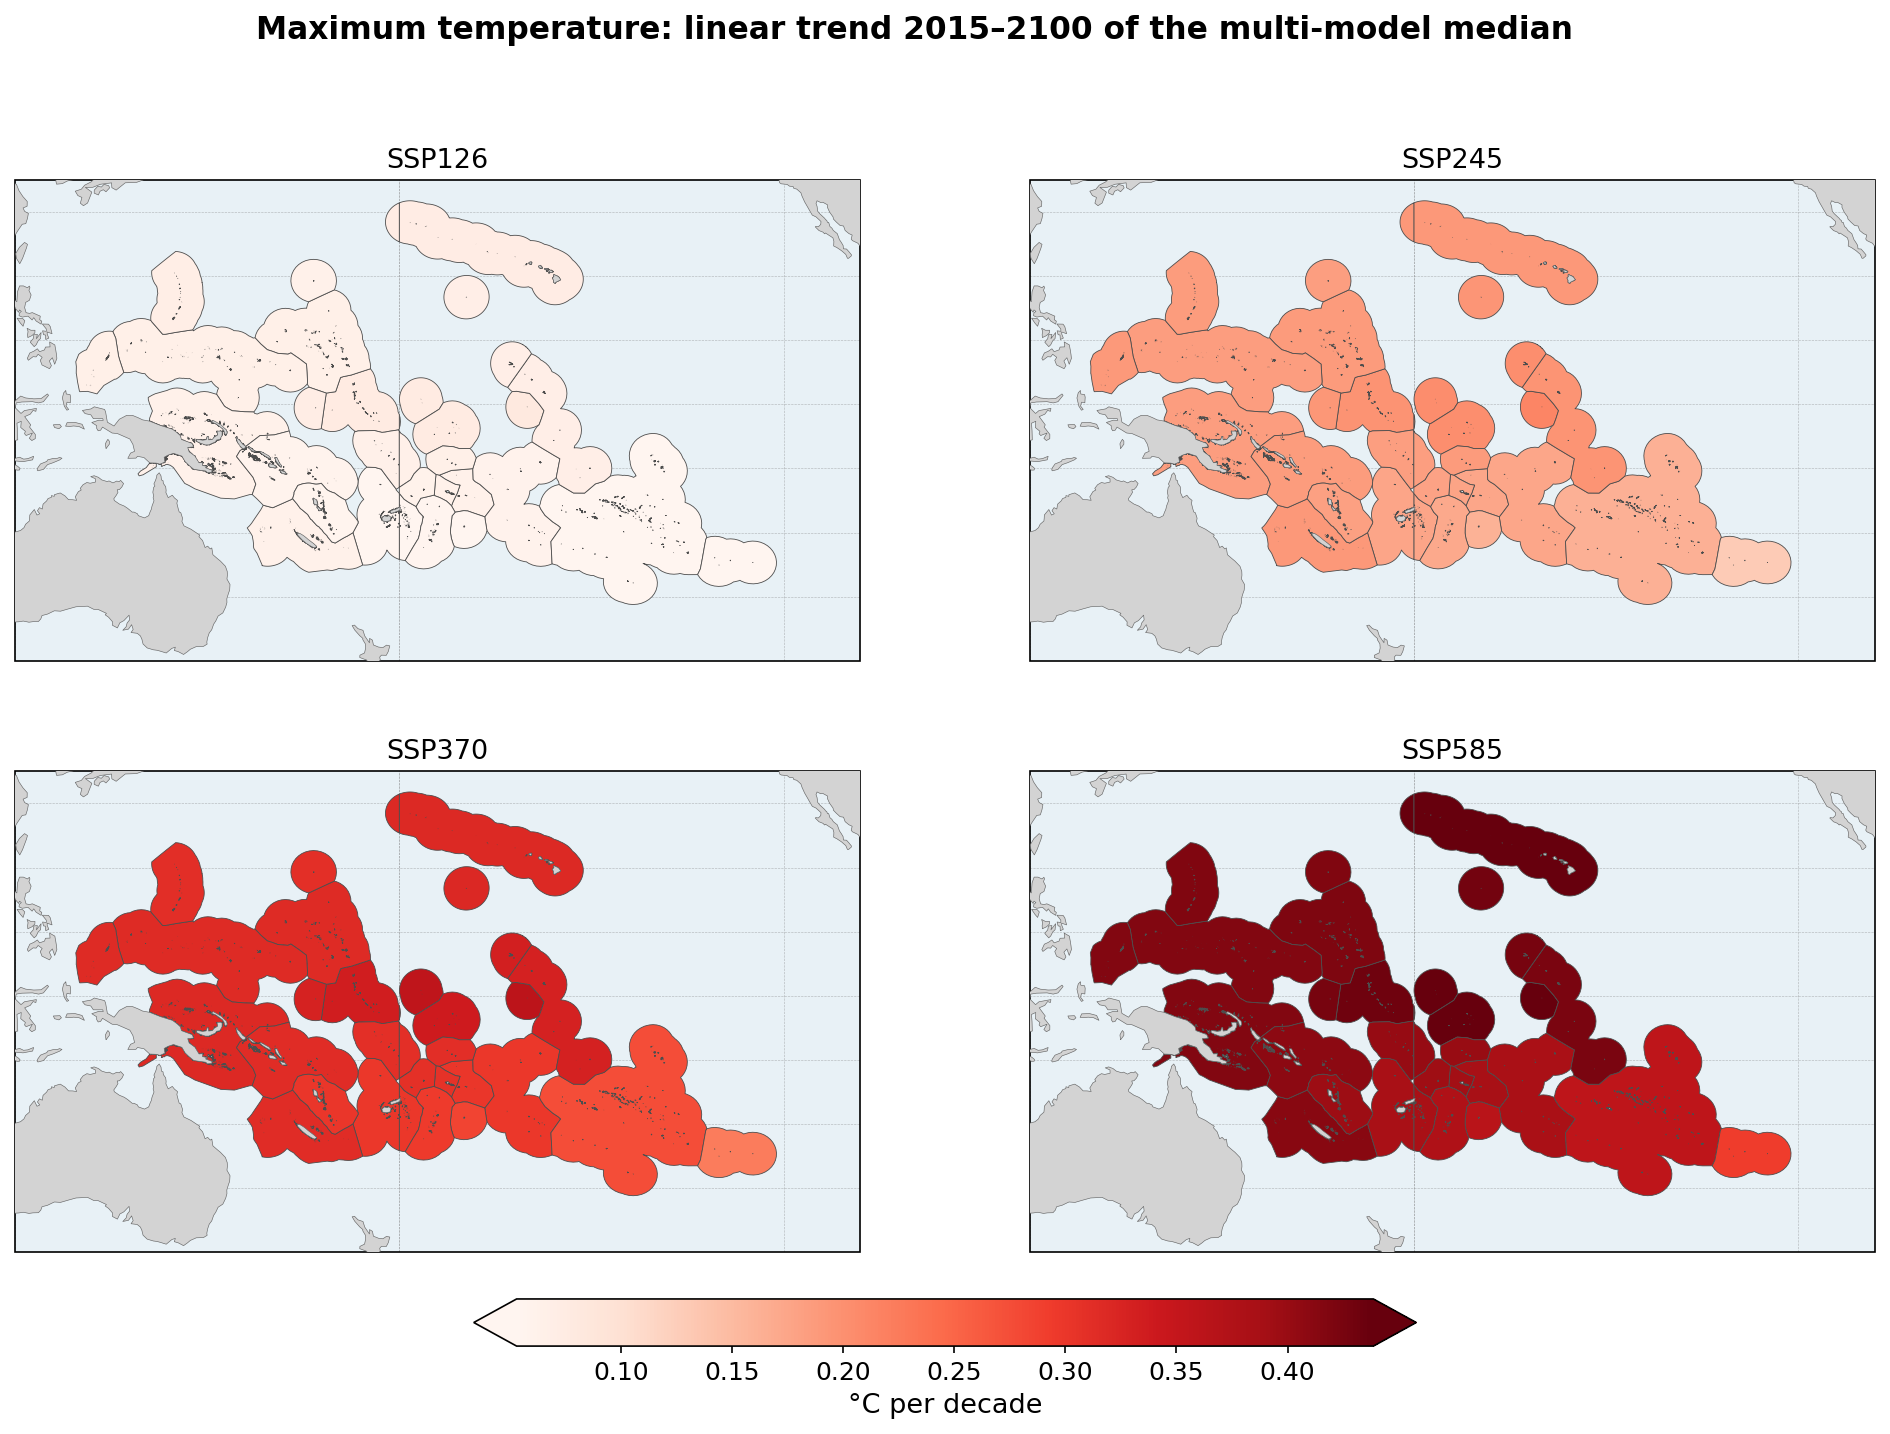 Maximum temperature: linear trend 2015–2100 of the multi-model median
SSP126
SSP245
SSP370
SSP585
0.10 0.15 0.20 0.25 0.30 0.35 0.40
°C per decade